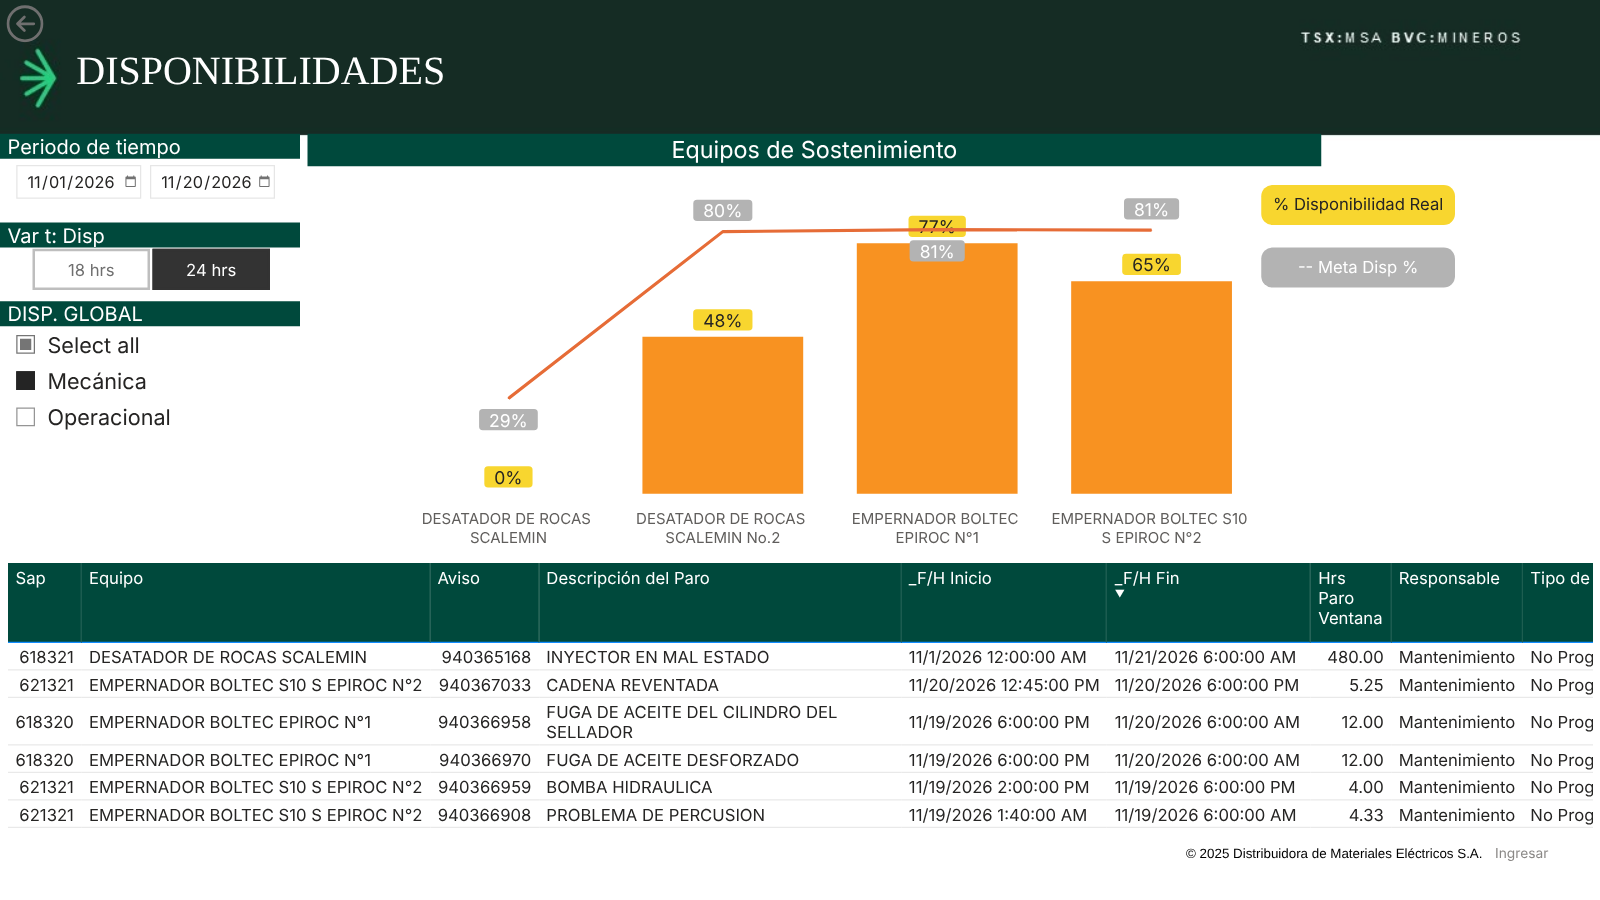 TSX:MSA BVC:MINEROS
DISPONIBILIDADES
Periodo de tiempo
11/01/2026 11/20/2026
Var t: Disp
18 hrs 24 hrs
DISP. GLOBAL
Select all
Mecánica
Operacional
Equipos de Sostenimiento
% Disponibilidad Real
-- Meta Disp %
80%
77%
81%
81%
65%
48%
29%
0%
DESATADOR DE ROCAS
SCALEMIN
DESATADOR DE ROCAS
SCALEMIN No.2
EMPERNADOR BOLTEC
EPIROC N°1
EMPERNADOR BOLTEC S10
S EPIROC N°2
Sap Equipo Aviso Descripción del Paro _F/H Inicio _F/H Fin Hrs Paro Ventana Responsable Tipo de
618321 DESATADOR DE ROCAS SCALEMIN 940365168 INYECTOR EN MAL ESTADO 11/1/2026 12:00:00 AM 11/21/2026 6:00:00 AM 480.00 Mantenimiento No Prog
621321 EMPERNADOR BOLTEC S10 S EPIROC N°2 940367033 CADENA REVENTADA 11/20/2026 12:45:00 PM 11/20/2026 6:00:00 PM 5.25 Mantenimiento No Prog
618320 EMPERNADOR BOLTEC EPIROC N°1 940366958 FUGA DE ACEITE DEL CILINDRO DEL SELLADOR 11/19/2026 6:00:00 PM 11/20/2026 6:00:00 AM 12.00 Mantenimiento No Prog
618320 EMPERNADOR BOLTEC EPIROC N°1 940366970 FUGA DE ACEITE DESFORZADO 11/19/2026 6:00:00 PM 11/20/2026 6:00:00 AM 12.00 Mantenimiento No Prog
621321 EMPERNADOR BOLTEC S10 S EPIROC N°2 940366959 BOMBA HIDRAULICA 11/19/2026 2:00:00 PM 11/19/2026 6:00:00 PM 4.00 Mantenimiento No Prog
621321 EMPERNADOR BOLTEC S10 S EPIROC N°2 940366908 PROBLEMA DE PERCUSION 11/19/2026 1:40:00 AM 11/19/2026 6:00:00 AM 4.33 Mantenimiento No Prog
© 2025 Distribuidora de Materiales Eléctricos S.A. Ingresar